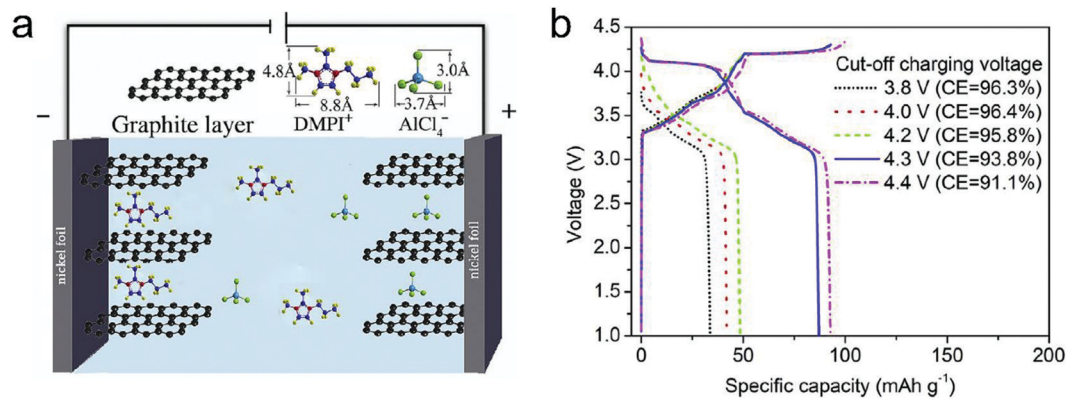 a
4.8Å
3.0Å
8.8Å
3.7Å
−
+
Graphite layer
DMPI⁺
AlCl₄⁻
nickel foil
nickel foil
b
4.5
4.0
3.5
3.0
2.5
2.0
1.5
1.0
Voltage (V)
Cut-off charging voltage
3.8 V (CE=96.3%)
4.0 V (CE=96.4%)
4.2 V (CE=95.8%)
4.3 V (CE=93.8%)
4.4 V (CE=91.1%)
0
50
100
150
200
Specific capacity (mAh g⁻¹)